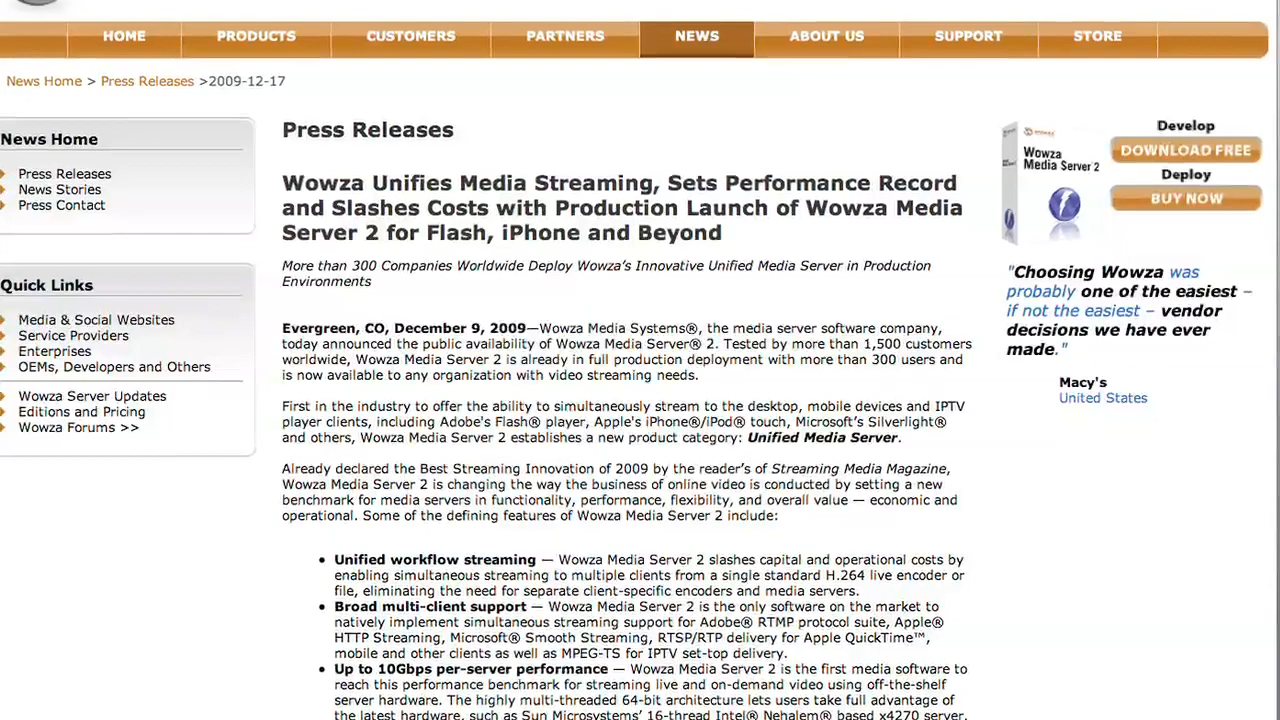 HOME PRODUCTS CUSTOMERS PARTNERS NEWS ABOUT US SUPPORT STORE
News Home > Press Releases >2009-12-17
News Home
Press Releases
News Stories
Press Contact
Quick Links
Media & Social Websites
Service Providers
Enterprises
OEMs, Developers and Others
Wowza Server Updates
Editions and Pricing
Wowza Forums >>
Press Releases
Wowza Unifies Media Streaming, Sets Performance Record
and Slashes Costs with Production Launch of Wowza Media
Server 2 for Flash, iPhone and Beyond
More than 300 Companies Worldwide Deploy Wowza's Innovative Unified Media Server in Production
Environments
Evergreen, CO, December 9, 2009—Wowza Media Systems®, the media server software company,
today announced the public availability of Wowza Media Server® 2. Tested by more than 1,500 customers
worldwide, Wowza Media Server 2 is already in full production deployment with more than 300 users and
is now available to any organization with video streaming needs.
First in the industry to offer the ability to simultaneously stream to the desktop, mobile devices and IPTV
player clients, including Adobe's Flash® player, Apple's iPhone®/iPod® touch, Microsoft's Silverlight®
and others, Wowza Media Server 2 establishes a new product category: Unified Media Server.
Already declared the Best Streaming Innovation of 2009 by the reader's of Streaming Media Magazine,
Wowza Media Server 2 is changing the way the business of online video is conducted by setting a new
benchmark for media servers in functionality, performance, flexibility, and overall value — economic and
operational. Some of the defining features of Wowza Media Server 2 include:
• Unified workflow streaming — Wowza Media Server 2 slashes capital and operational costs by
enabling simultaneous streaming to multiple clients from a single standard H.264 live encoder or
file, eliminating the need for separate client-specific encoders and media servers.
• Broad multi-client support — Wowza Media Server 2 is the only software on the market to
natively implement simultaneous streaming support for Adobe® RTMP protocol suite, Apple®
HTTP Streaming, Microsoft® Smooth Streaming, RTSP/RTP delivery for Apple QuickTime™,
mobile and other clients as well as MPEG-TS for IPTV set-top delivery.
• Up to 10Gbps per-server performance — Wowza Media Server 2 is the first media software to
reach this performance benchmark for streaming live and on-demand video using off-the-shelf
server hardware. The highly multi-threaded 64-bit architecture lets users take full advantage of
the latest hardware, such as Sun Microsystems' 16-thread Intel® Nehalem® based x4270 server.
Wowza
Media Server 2
Develop
DOWNLOAD FREE
Deploy
BUY NOW
"Choosing Wowza was
probably one of the easiest –
if not the easiest – vendor
decisions we have ever
made."
Macy's
United States